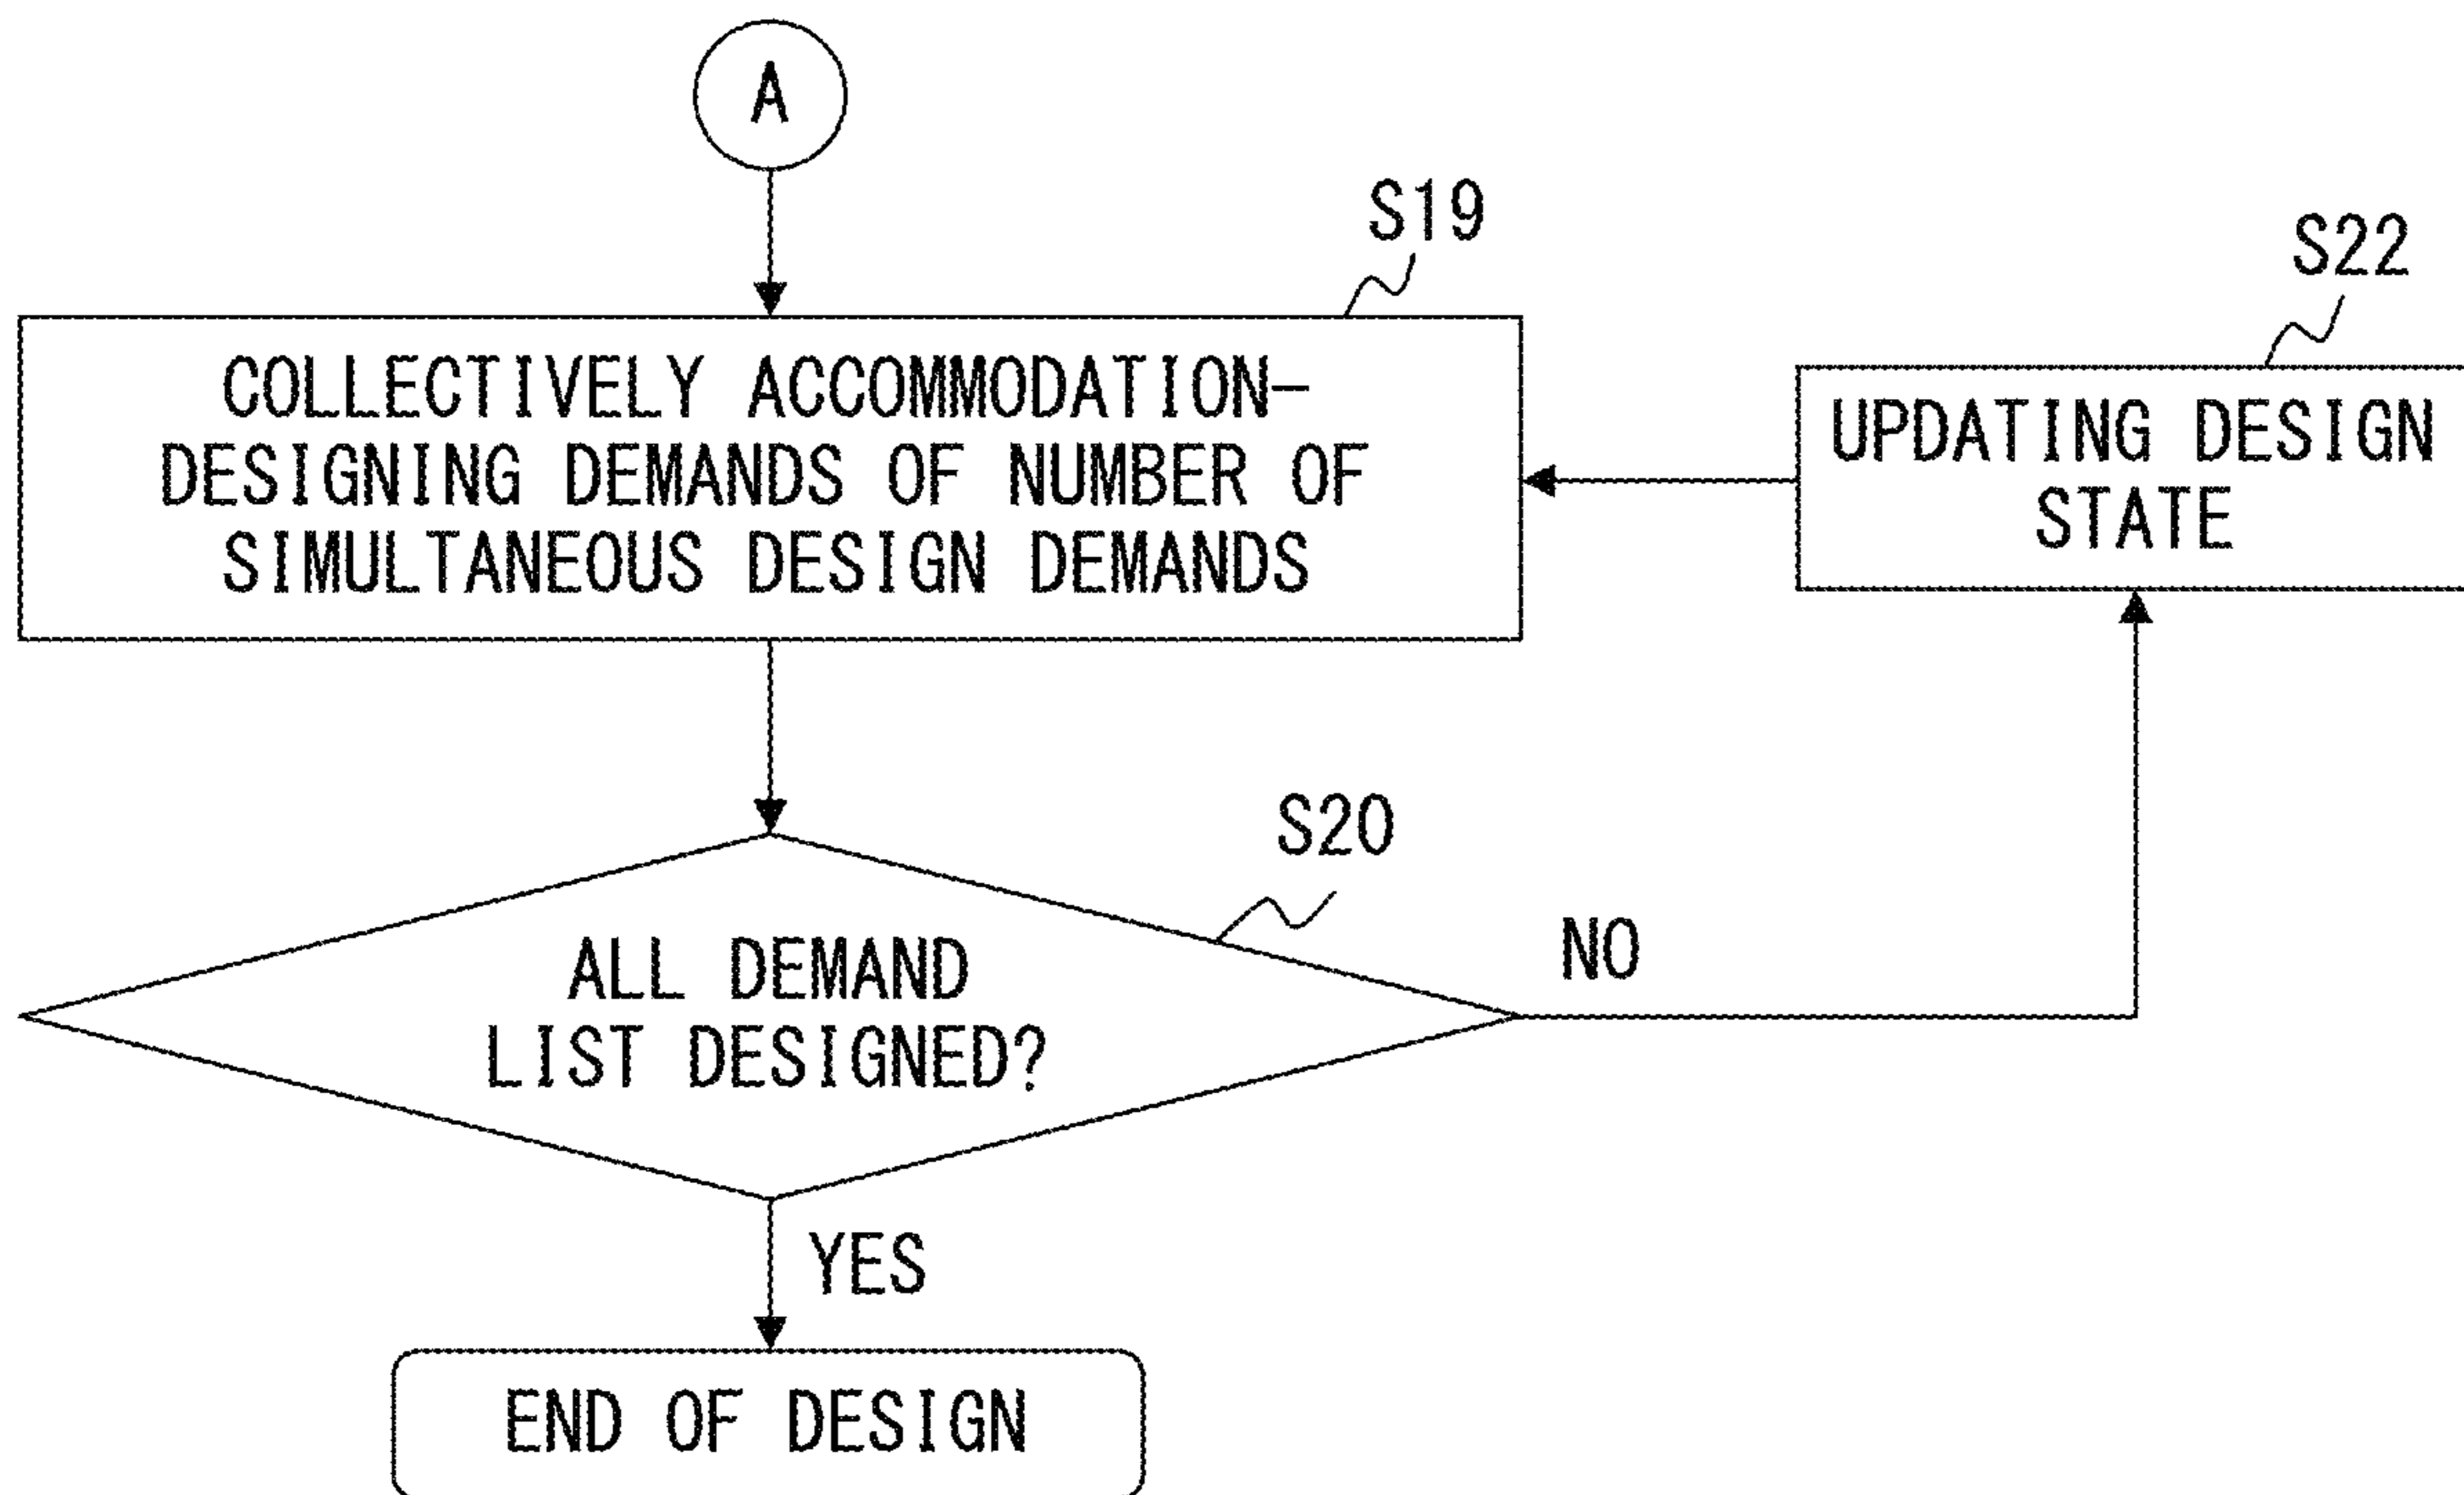 A
S19
S22
COLLECTIVELY ACCOMMODATION-
DESIGNING DEMANDS OF NUMBER OF
SIMULTANEOUS DESIGN DEMANDS
UPDATING DESIGN
STATE
S20
NO
ALL DEMAND
LIST DESIGNED?
YES
END OF DESIGN